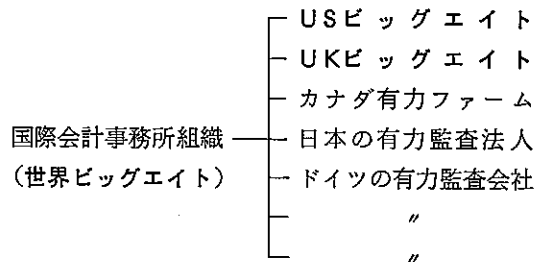 USビッグエイト
UKビッグエイト
カナダ有力ファーム
国際会計事務所組織
日本の有力監査法人
(世界ビッグエイト)
ドイツの有力監査会社
〃
〃